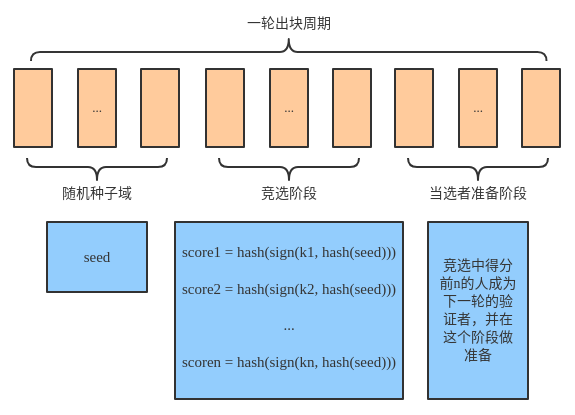 一轮出块周期
...
...
...
随机种子域
竞选阶段
当选者准备阶段
seed
score1 = hash(sign(k1, hash(seed)))
score2 = hash(sign(k2, hash(seed)))
...
scoren = hash(sign(kn, hash(seed)))
竞选中得分
前n的人成为
下一轮的验
证者，并在
这个阶段做
准备